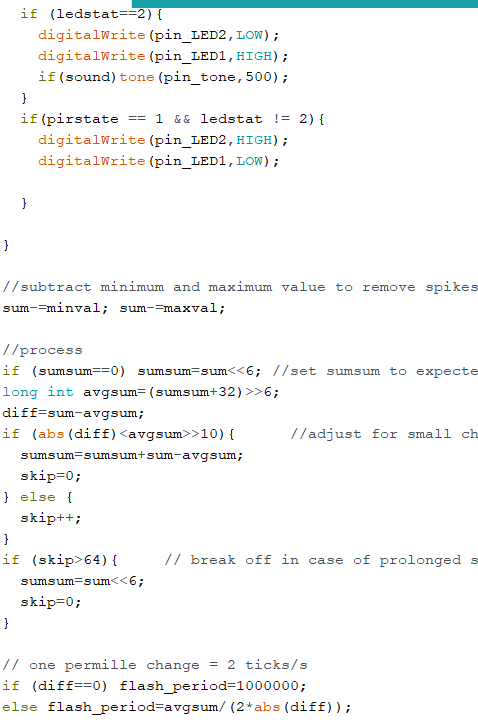 if (ledstat==2){
digitalWrite(pin_LED2,LOW);
digitalWrite(pin_LED1,HIGH);
if(sound)tone(pin_tone,500);
}
if(pirstate == 1 && ledstat != 2){
digitalWrite(pin_LED2,HIGH);
digitalWrite(pin_LED1,LOW);
}
}
//subtract minimum and maximum value to remove spikes
sum-=minval; sum-=maxval;
//process
if (sumsum==0) sumsum=sum<<6; //set sumsum to expecte
long int avgsum=(sumsum+32)>>6;
diff=sum-avgsum;
if (abs(diff)<avgsum>>10){ //adjust for small ch
sumsum=sumsum+sum-avgsum;
skip=0;
} else {
skip++;
}
if (skip>64){ // break off in case of prolonged s
sumsum=sum<<6;
skip=0;
}
// one permille change = 2 ticks/s
if (diff==0) flash_period=1000000;
else flash_period=avgsum/(2*abs(diff));